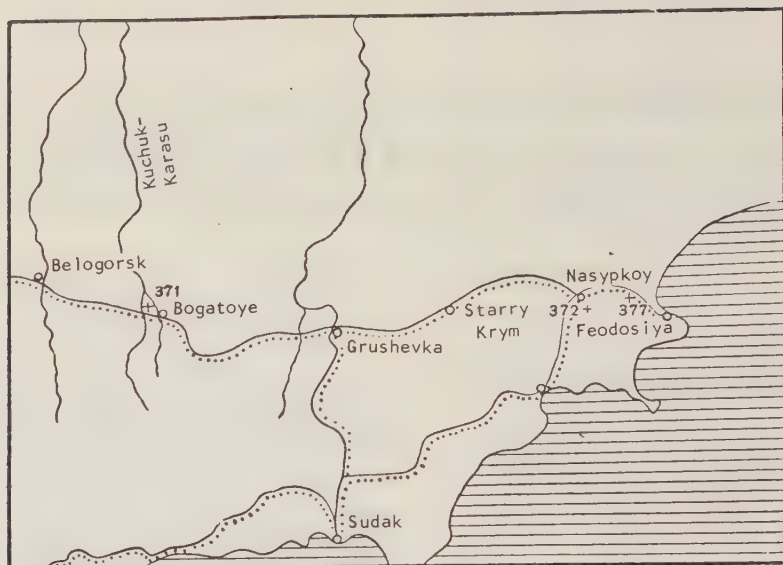 Kuchuk-
Karasu
Belogorsk
371
Bogatoye
Nasypkoy
Starry
Krym
372
377
Feodosiya
Grushevka
Sudak